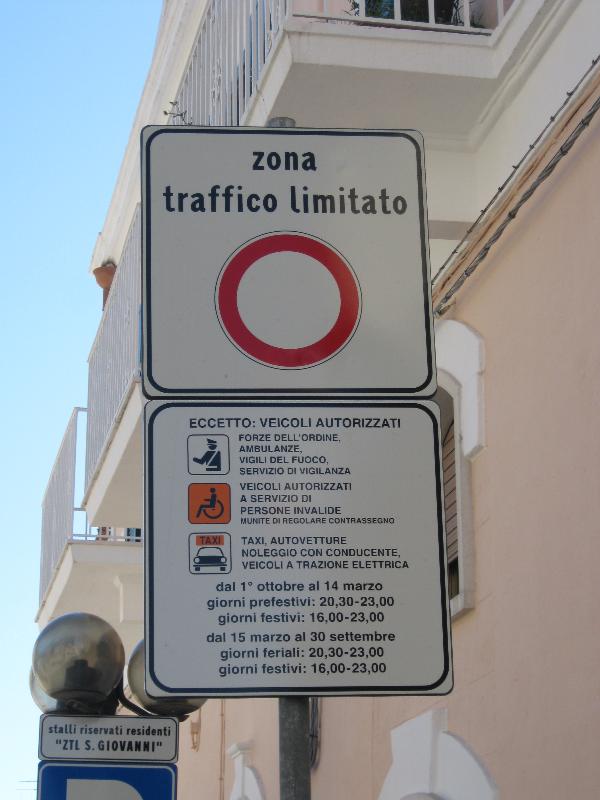 zona
traffico limitato
ECCETTO: VEICOLI AUTORIZZATI
FORZE DELL'ORDINE,
AMBULANZE,
VIGILI DEL FUOCO,
SERVIZIO DI VIGILANZA
VEICOLI AUTORIZZATI
A SERVIZIO DI
PERSONE INVALIDE
MUNITE DI REGOLARE CONTRASSEGNO
TAXI
TAXI, AUTOVETTURE
NOLEGGIO CON CONDUCENTE,
VEICOLI A TRAZIONE ELETTRICA
dal 1° ottobre al 14 marzo
giorni prefestivi: 20,30-23,00
giorni festivi: 16,00-23,00
dal 15 marzo al 30 settembre
giorni feriali: 20,30-23,00
giorni festivi: 16,00-23,00
stalli riservati residenti
"ZTL S. GIOVANNI"
P